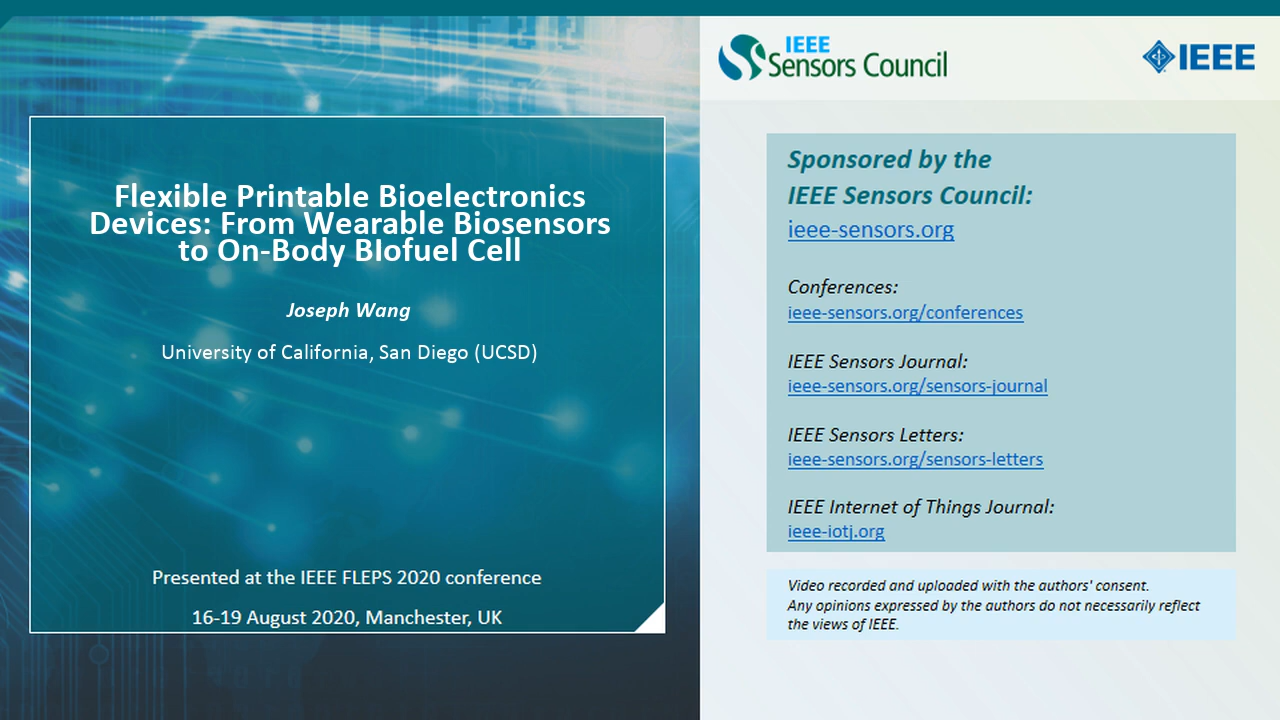 Flexible Printable Bioelectronics
Devices: From Wearable Biosensors
to On-Body BIofuel Cell
Joseph Wang
University of California, San Diego (UCSD)
Presented at the IEEE FLEPS 2020 conference
16-19 August 2020, Manchester, UK
IEEE
Sensors Council
IEEE
Sponsored by the
IEEE Sensors Council:
ieee-sensors.org
Conferences:
ieee-sensors.org/conferences
IEEE Sensors Journal:
ieee-sensors.org/sensors-journal
IEEE Sensors Letters:
ieee-sensors.org/sensors-letters
IEEE Internet of Things Journal:
ieee-iotj.org
Video recorded and uploaded with the authors' consent.
Any opinions expressed by the authors do not necessarily reflect
the views of IEEE.